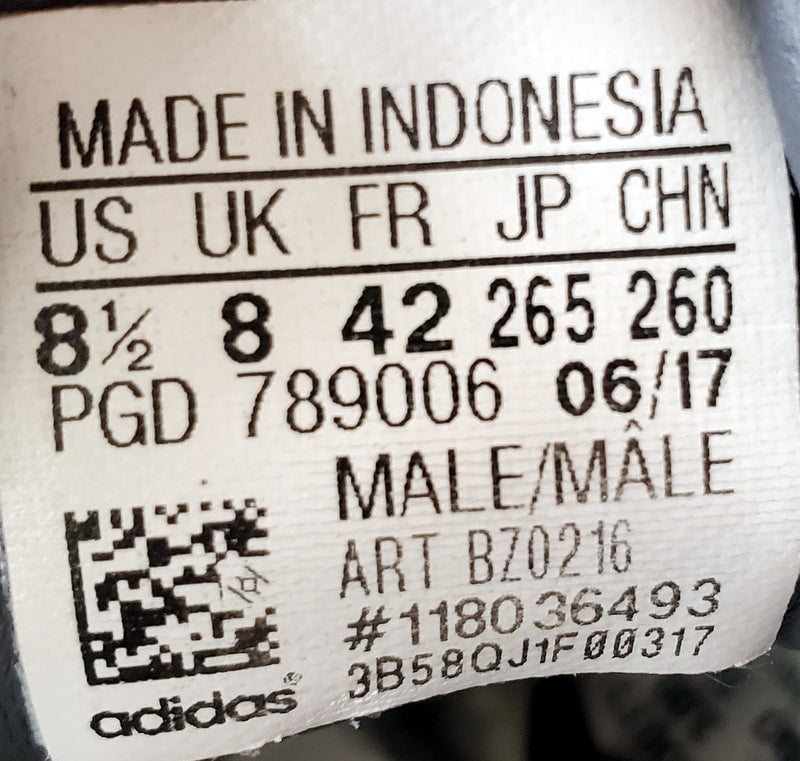 MADE IN INDONESIA
US UK FR JP CHN
8½ 8 42 265 260
PGD 789006 06/17
MALE/MÂLE
ART BZ0216
#118036493
3B58QJ1F00317
adidas®